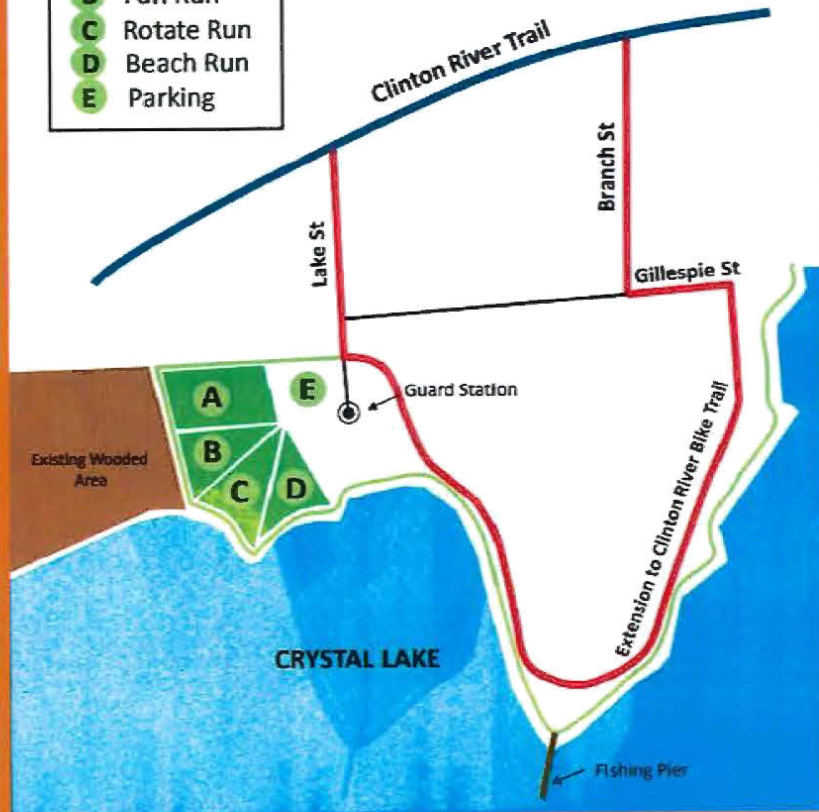 Run
C Rotate Run
D Beach Run
E Parking
Clinton River Trail
Branch St
Lake St
Gillespie St
A
E
Guard Station
B
Existing Wooded
Area
C
D
Extension to Clinton River Bike Trail
CRYSTAL LAKE
Fishing Pier